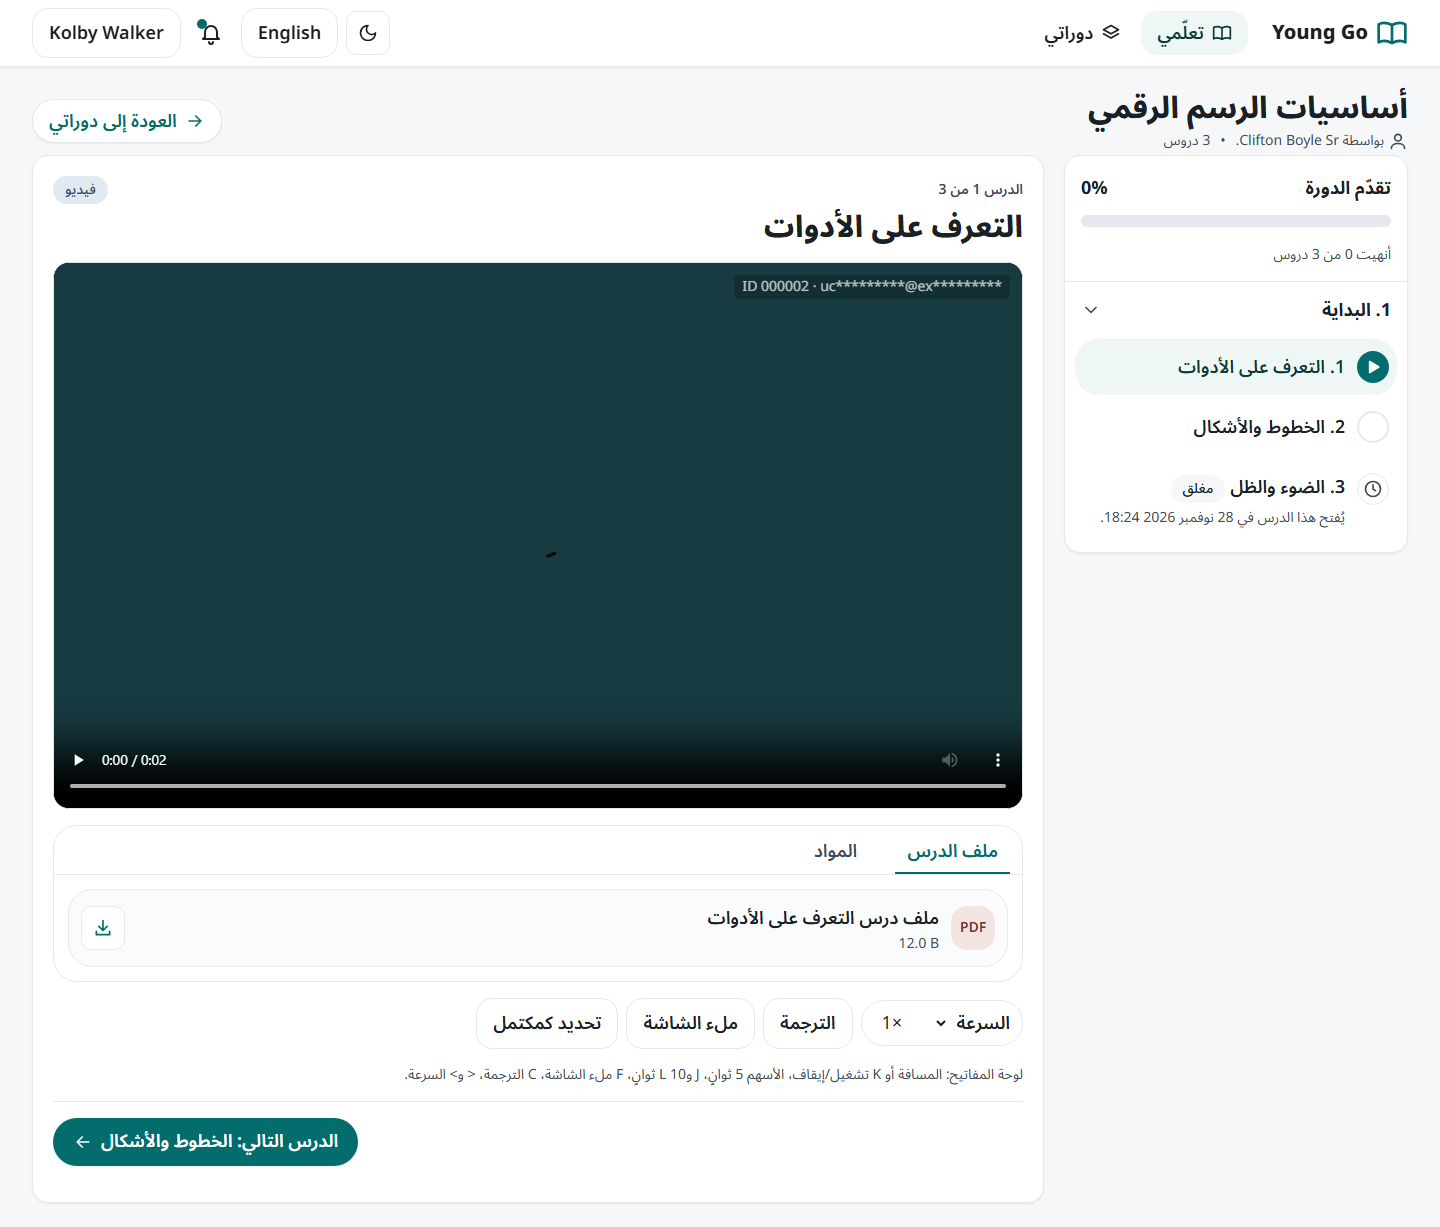 Young Go
تعلّمي
دوراتي
English
Kolby Walker
أساسيات الرسم الرقمي
بواسطة Clifton Boyle Sr. • 3 دروس
العودة إلى دوراتي
تقدّم الدورة
0%
أنهيت 0 من 3 دروس
1. البداية
1. التعرف على الأدوات
2. الخطوط والأشكال
3. الضوء والظل مغلق
يُفتح هذا الدرس في 28 نوفمبر 2026 18:24.
الدرس 1 من 3
فيديو
التعرف على الأدوات
ID 000002 · uc*********@ex*********
0:00 / 0:02
ملف الدرس
المواد
PDF
ملف درس التعرف على الأدوات
12.0 B
السرعة
1×
الترجمة
ملء الشاشة
تحديد كمكتمل
لوحة المفاتيح: المسافة أو K تشغيل/إيقاف، الأسهم 5 ثوانٍ، J وL 10 ثوانٍ، F ملء الشاشة، C الترجمة، < و> السرعة.
الدرس التالي: الخطوط والأشكال